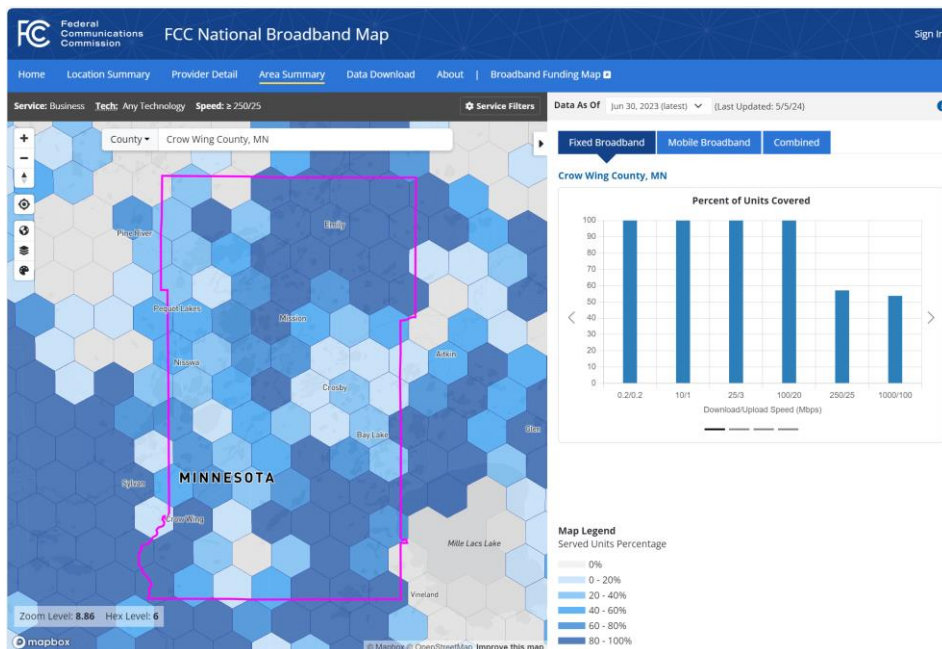 FCC Federal Communications Commission
FCC National Broadband Map
Sign In
Home Location Summary Provider Detail Area Summary Data Download About | Broadband Funding Map
Service: Business Tech: Any Technology Speed: ≥ 250/25
Service Filters
Data As Of Jun 30, 2023 (latest) (Last Updated: 5/5/24)
County Crow Wing County, MN
Fixed Broadband Mobile Broadband Combined
Crow Wing County, MN
Percent of Units Covered
100
90
80
70
60
50
40
30
20
10
0
0.2/0.2 10/1 25/3 100/20 250/25 1000/100
Download/Upload Speed (Mbps)
Emily
Pine River
Pequot Lakes
Mission
Nisswa
Aitkin
Crosby
Bay Lake
Glen
MINNESOTA
Sylvan
Crow Wing
Mille Lacs Lake
Vineland
Zoom Level: 8.86 Hex Level: 6
mapbox
© Mapbox © OpenStreetMap Improve this map
Map Legend
Served Units Percentage
0%
0 - 20%
20 - 40%
40 - 60%
60 - 80%
80 - 100%